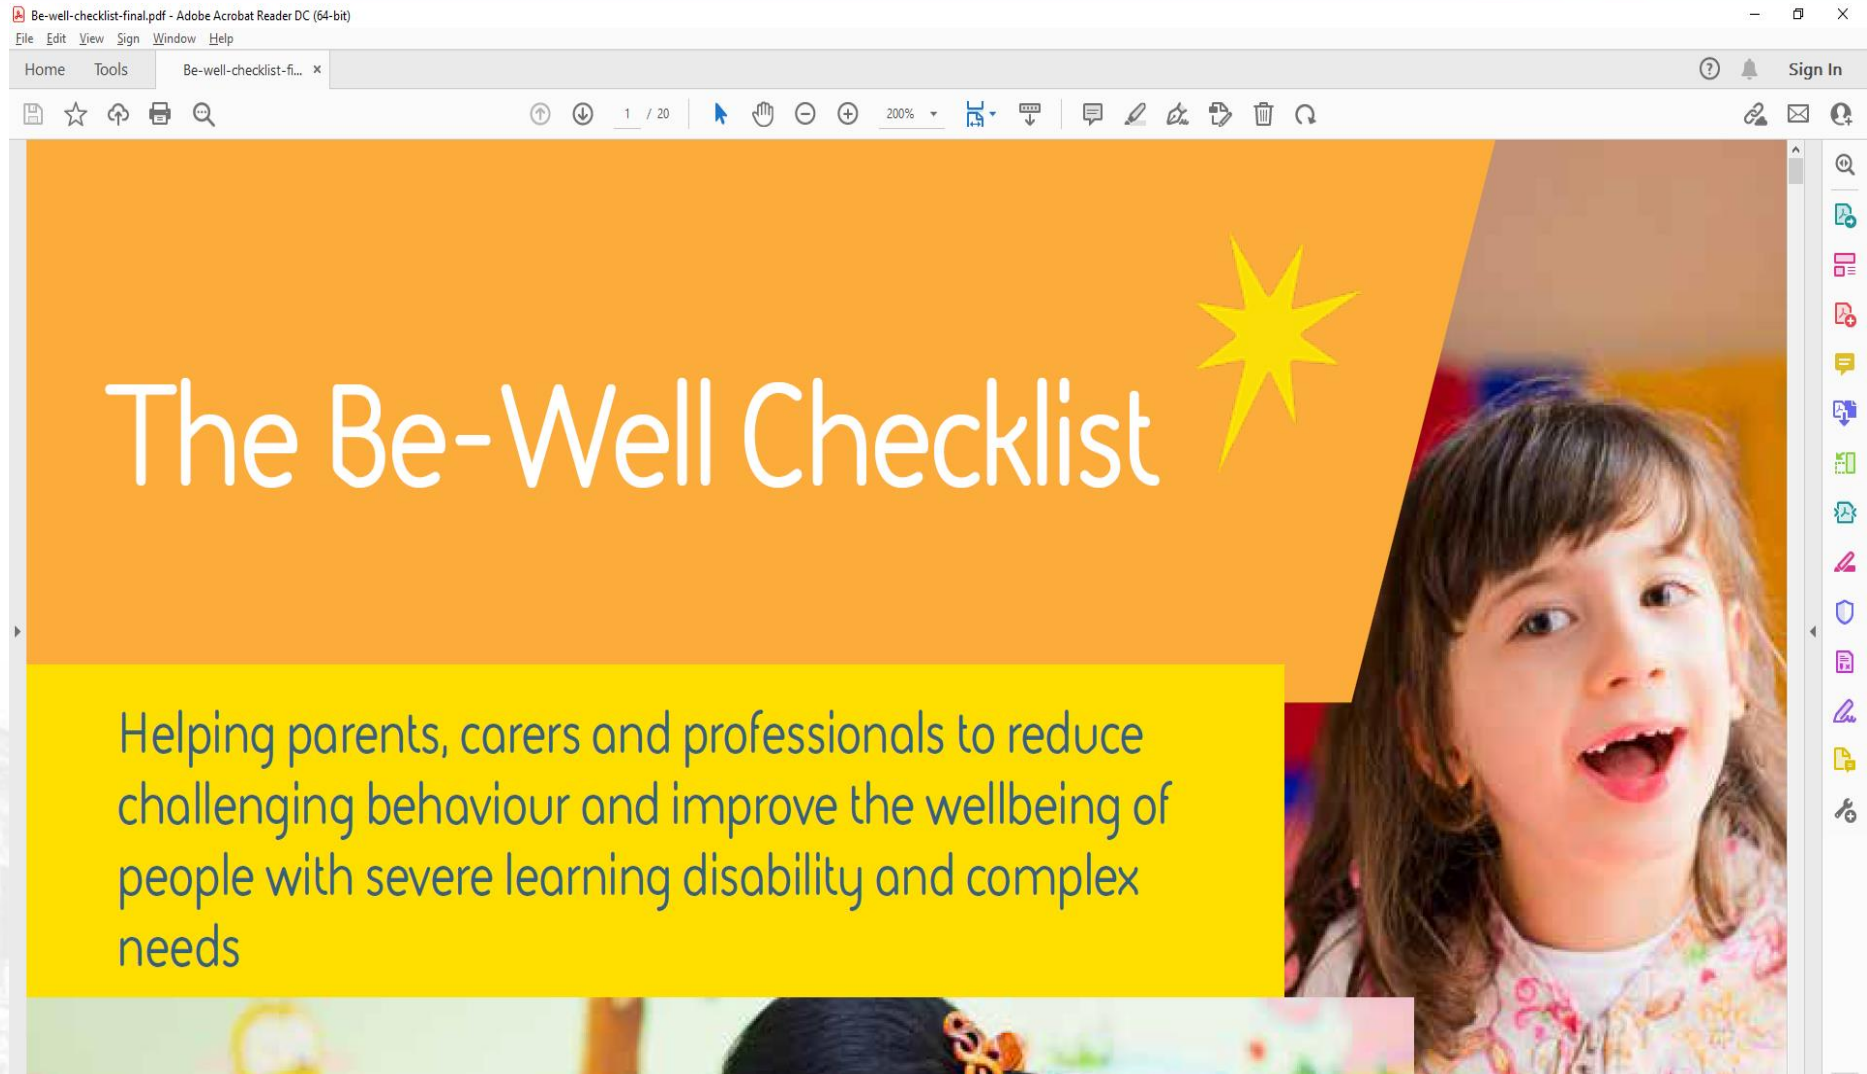 Be-well-checklist-final.pdf - Adobe Acrobat Reader DC (64-bit)
File Edit View Sign Window Help
Home Tools Be-well-checklist-fi... × Sign In
1 / 20 200%
The Be-Well Checklist
Helping parents, carers and professionals to reduce
challenging behaviour and improve the wellbeing of
people with severe learning disability and complex
needs